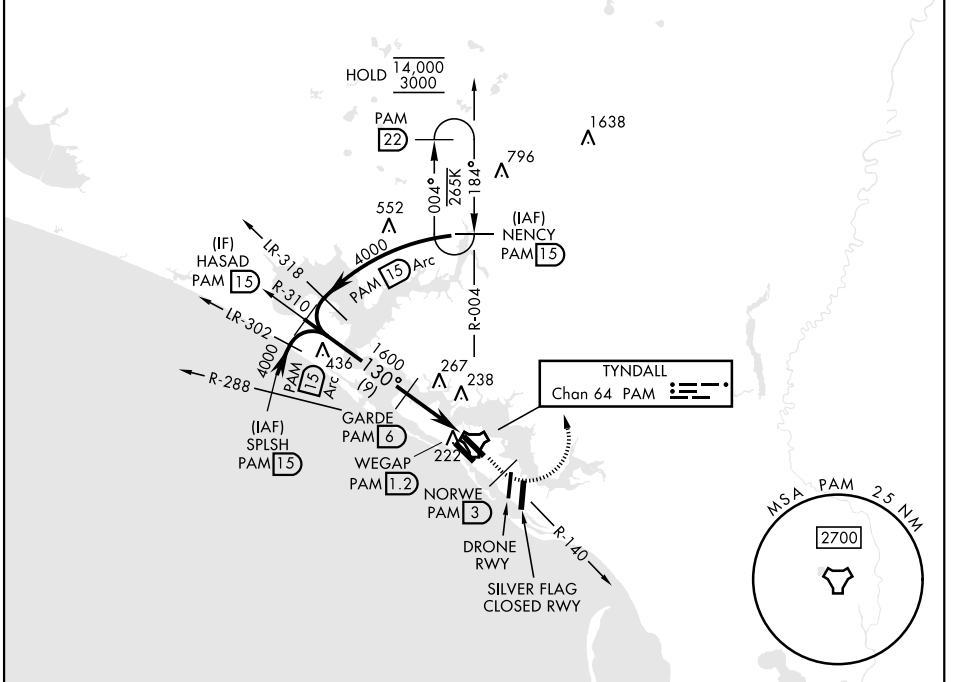 HOLD 14,000
3000
PAM
22
1638
796
004°
265K
184°
552
(IAF)
NENCY
PAM 15
4000
PAM 15 Arc
(IF)
HASAD
PAM 15
LR-318
R-310
LR-302
R-004
4000
PAM 15 Arc
436
1600
130°
(9)
267
238
R-288
TYNDALL
Chan 64 PAM
GARDE
PAM 6
(IAF)
SPLSH
PAM 15
222
WEGAP
PAM 1.2
NORWE
PAM 3
R-140
DRONE
RWY
SILVER FLAG
CLOSED RWY
MSA PAM 25 NM
2700